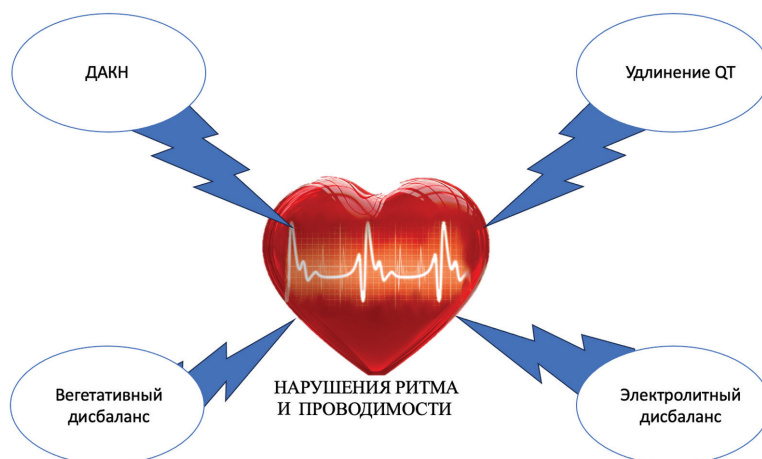 ДАКН
Удлинение QT
Вегетативный
дисбаланс
НАРУШЕНИЯ РИТМА
И ПРОВОДИМОСТИ
Электролитный
дисбаланс